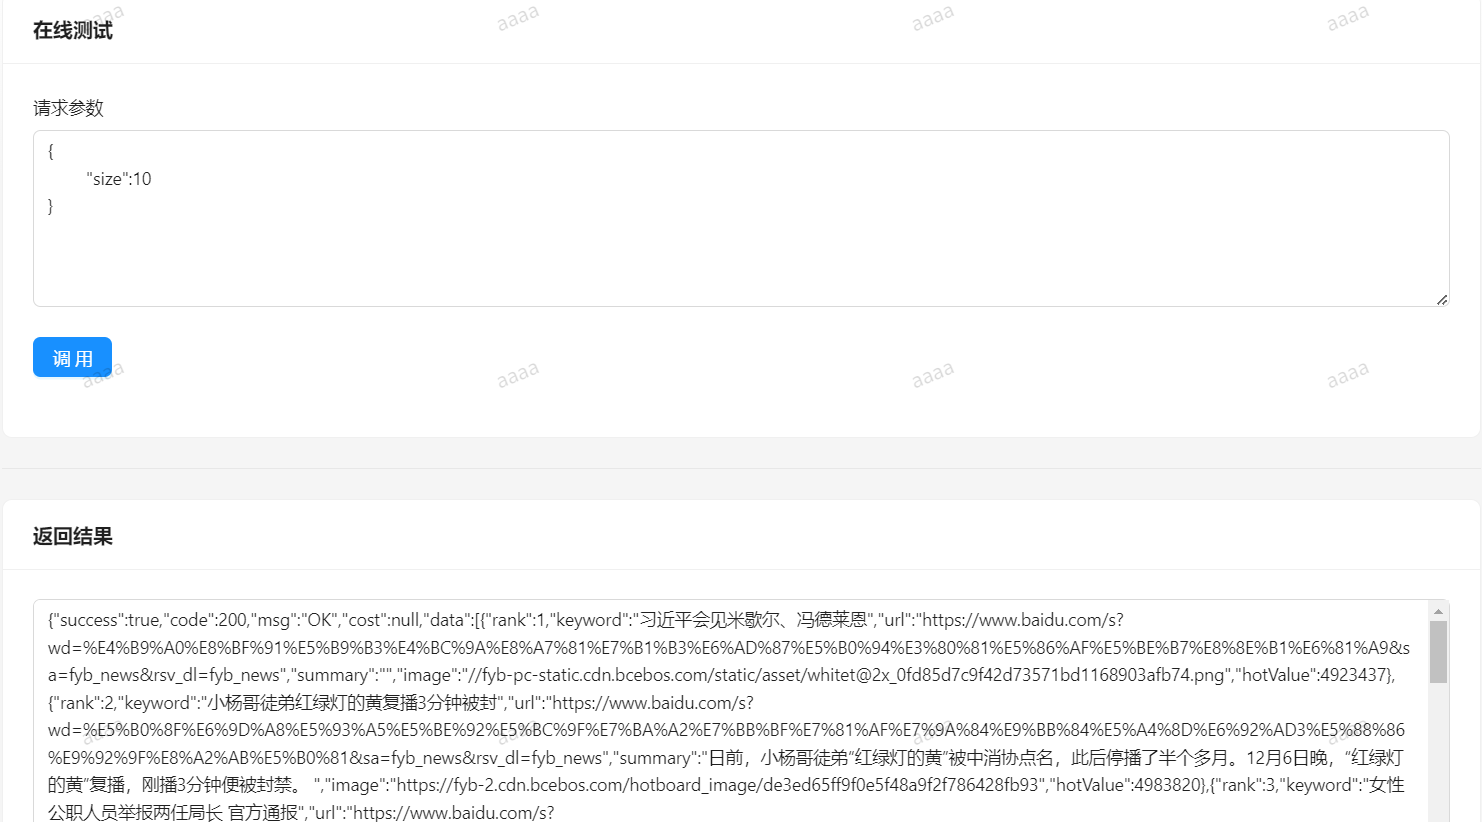 aaaa aaaa aaaa aaaa
在线测试
请求参数
{
"size":10
}
调 用
aaaa aaaa aaaa aaaa
返回结果
{"success":true,"code":200,"msg":"OK","cost":null,"data":[{"rank":1,"keyword":"习近平会见米歇尔、冯德莱恩","url":"https://www.baidu.com/s?
wd=%E4%B9%A0%E8%BF%91%E5%B9%B3%E4%BC%9A%E8%A7%81%E7%B1%B3%E6%AD%87%E5%B0%94%E3%80%81%E5%86%AF%E5%BE%B7%E8%8E%B1%E6%81%A9&s
a=fyb_news&rsv_dl=fyb_news","summary":"","image":"//fyb-pc-static.cdn.bcebos.com/static/asset/whitet@2x_0fd85d7c9f42d73571bd1168903afb74.png","hotValue":4923437},
{"rank":2,"keyword":"小杨哥徒弟红绿灯的黄复播3分钟被封","url":"https://www.baidu.com/s?
wd=%E5%B0%8F%E6%9D%A8%E5%93%A5%E5%BE%92%E5%BC%9F%E7%BA%A2%E7%BB%BF%E7%81%AF%E7%9A%84%E9%BB%84%E5%A4%8D%E6%92%AD3%E5%88%86
%E9%92%9F%E8%A2%AB%E5%B0%81&sa=fyb_news&rsv_dl=fyb_news","summary":"日前，小杨哥徒弟“红绿灯的黄”被中消协点名，此后停播了半个多月。12月6日晚，“红绿灯
的黄”复播，刚播3分钟便被封禁。 ","image":"https://fyb-2.cdn.bcebos.com/hotboard_image/de3ed65ff9f0e5f48a9f2f786428fb93","hotValue":4983820},{"rank":3,"keyword":"女性
公职人员举报两任局长 官方通报","url":"https://www.baidu.com/s?
aaaa aaaa aaaa aaaa